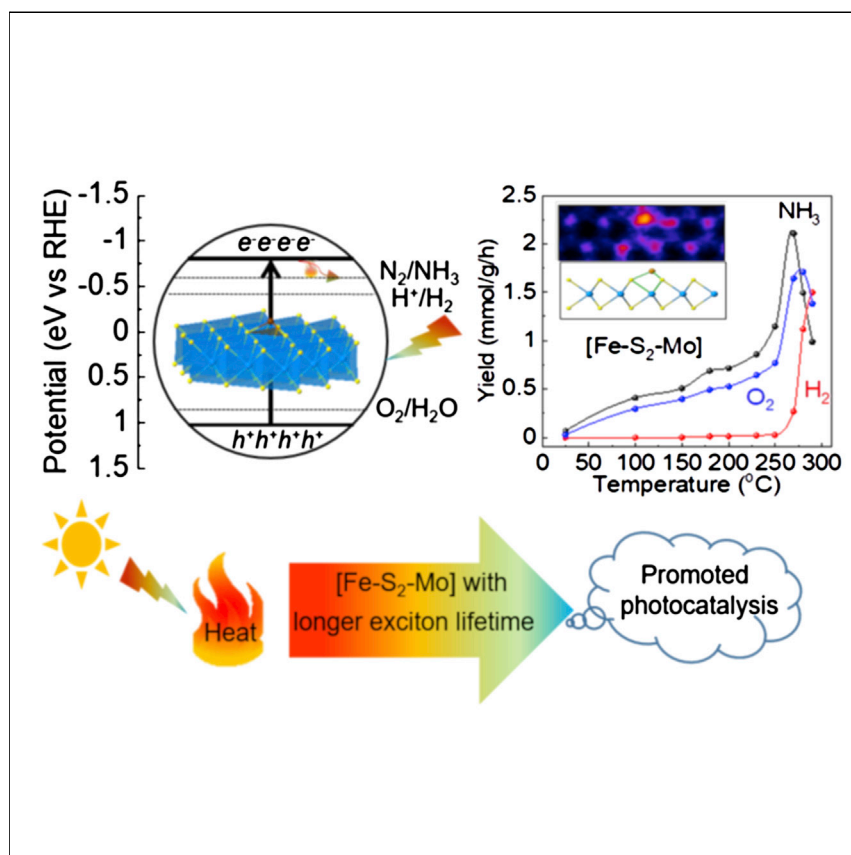 Potential (eV vs RHE)
-1.5
-1
-0.5
0
0.5
1
1.5
e⁻e⁻e⁻e⁻
N₂/NH₃
H⁺/H₂
O₂/H₂O
h⁺h⁺h⁺h⁺
Yield (mmol/g/h)
2.5
2
1.5
1
0.5
0
NH₃
[Fe-S₂-Mo]
O₂
H₂
0 50 100 150 200 250 300
Temperature (°C)
Heat
[Fe-S₂-Mo] with
longer exciton lifetime
Promoted
photocatalysis